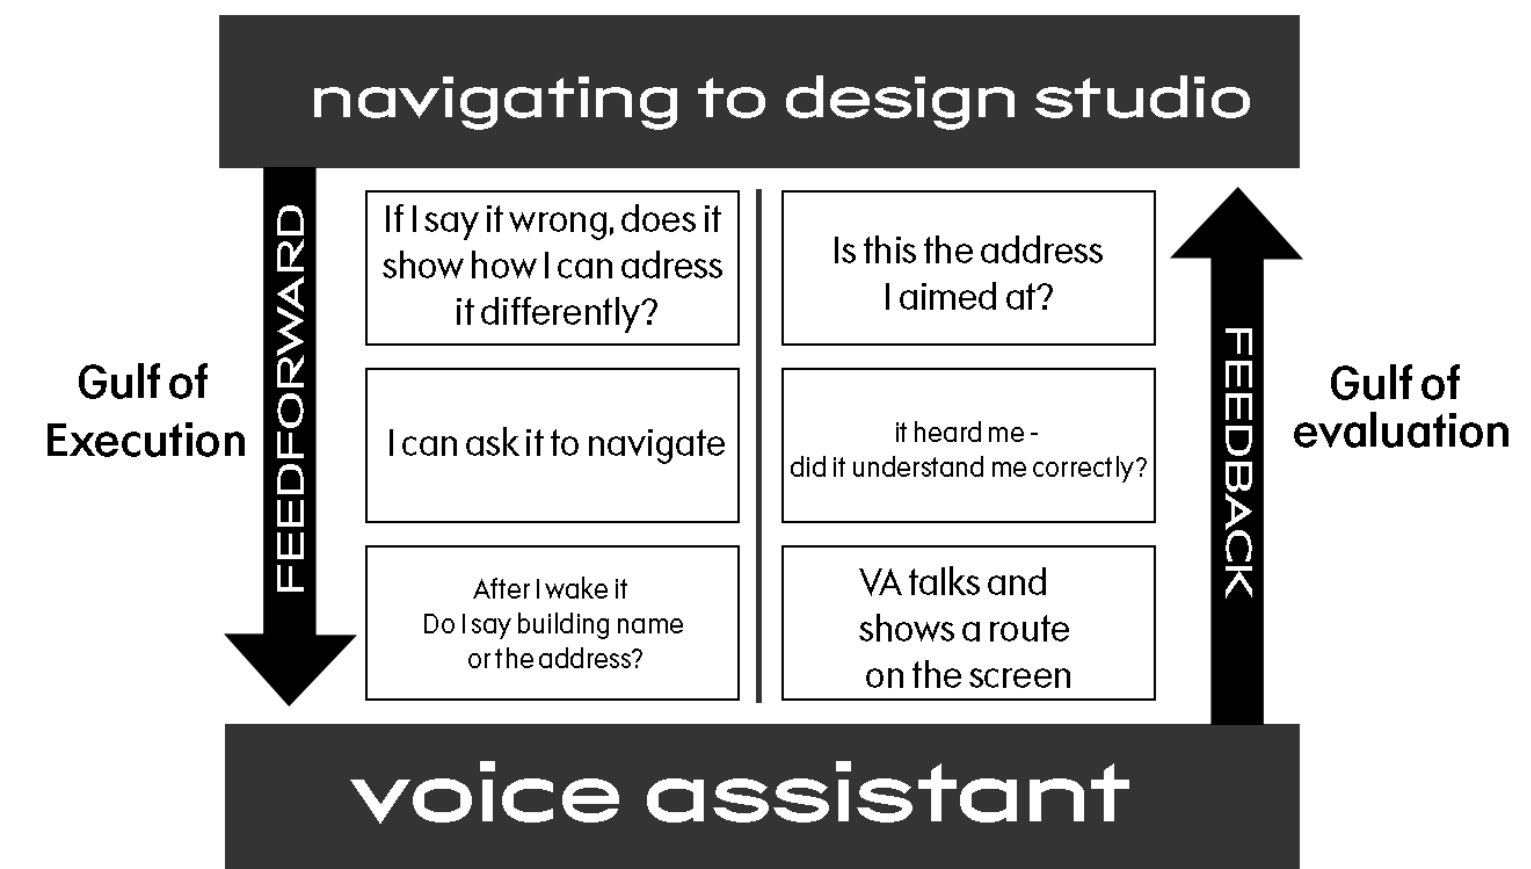 navigating to design studio
Gulf of
Execution
FEEDFORWARD
If I say it wrong, does it
show how I can adress
it differently?
I can ask it to navigate
After I wake it
Do I say building name
or the address?
Is this the address
I aimed at?
it heard me -
did it understand me correctly?
VA talks and
shows a route
on the screen
FEEDBACK
Gulf of
evaluation
voice assistant